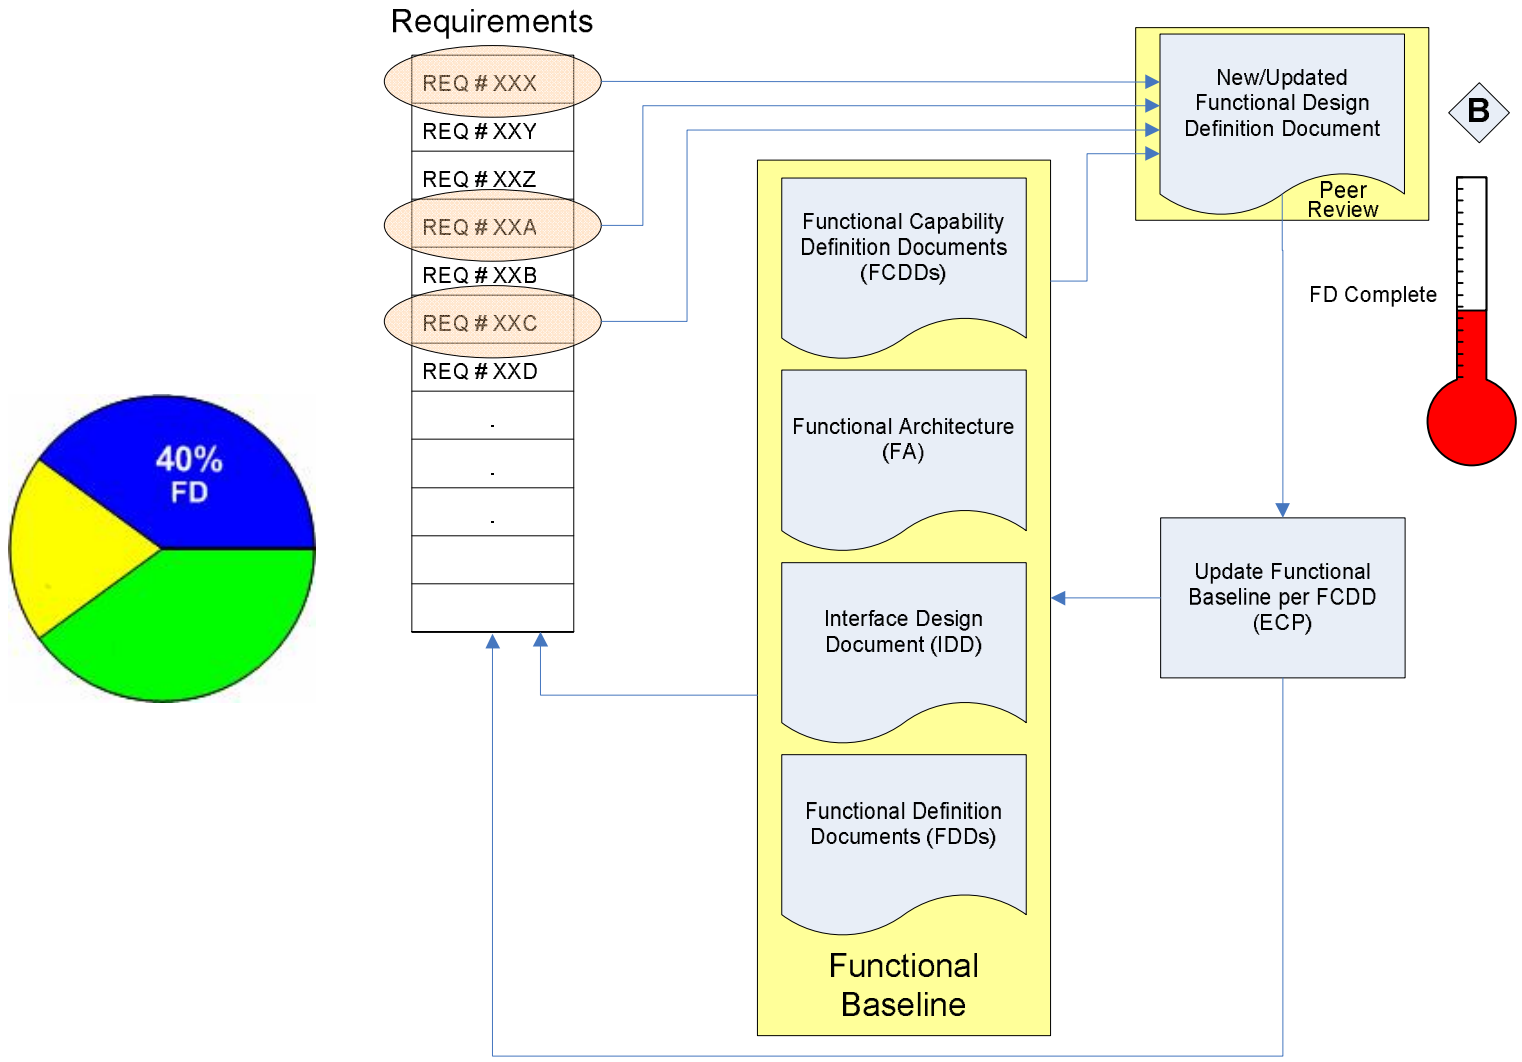 Requirements
REQ # XXX
REQ # XXY
REQ # XXZ
REQ # XXA
REQ # XXB
REQ # XXC
REQ # XXD
.
.
.
40%
FD
Functional Capability
Definition Documents
(FCDDs)
Functional Architecture
(FA)
Interface Design
Document (IDD)
Functional Definition
Documents (FDDs)
Functional
Baseline
New/Updated
Functional Design
Definition Document
Peer
Review
B
FD Complete
Update Functional
Baseline per FCDD
(ECP)